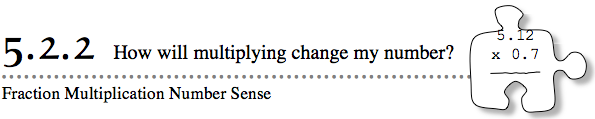 5.2.2 How will multiplying change my number?
5.12
x 0.7
Fraction Multiplication Number Sense